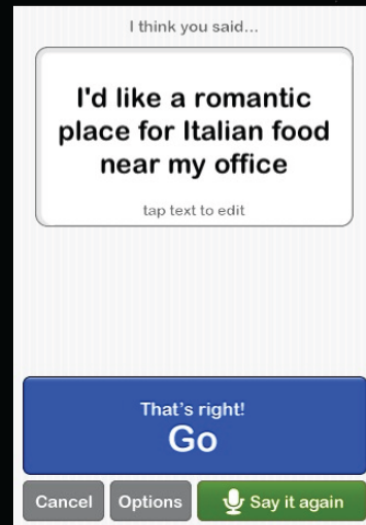 I think you said...
I'd like a romantic
place for Italian food
near my office
tap text to edit
That's right!
Go
Cancel Options Say it again